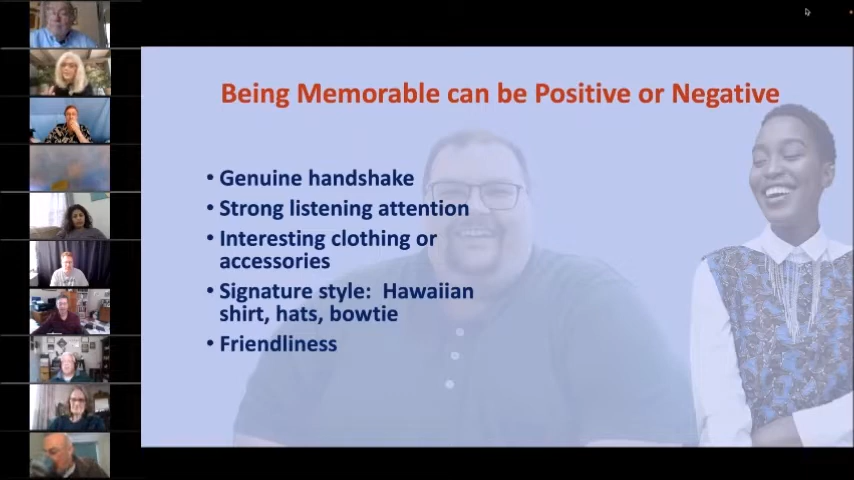 Being Memorable can be Positive or Negative
• Genuine handshake
• Strong listening attention
• Interesting clothing or
accessories
• Signature style: Hawaiian
shirt, hats, bowtie
• Friendliness